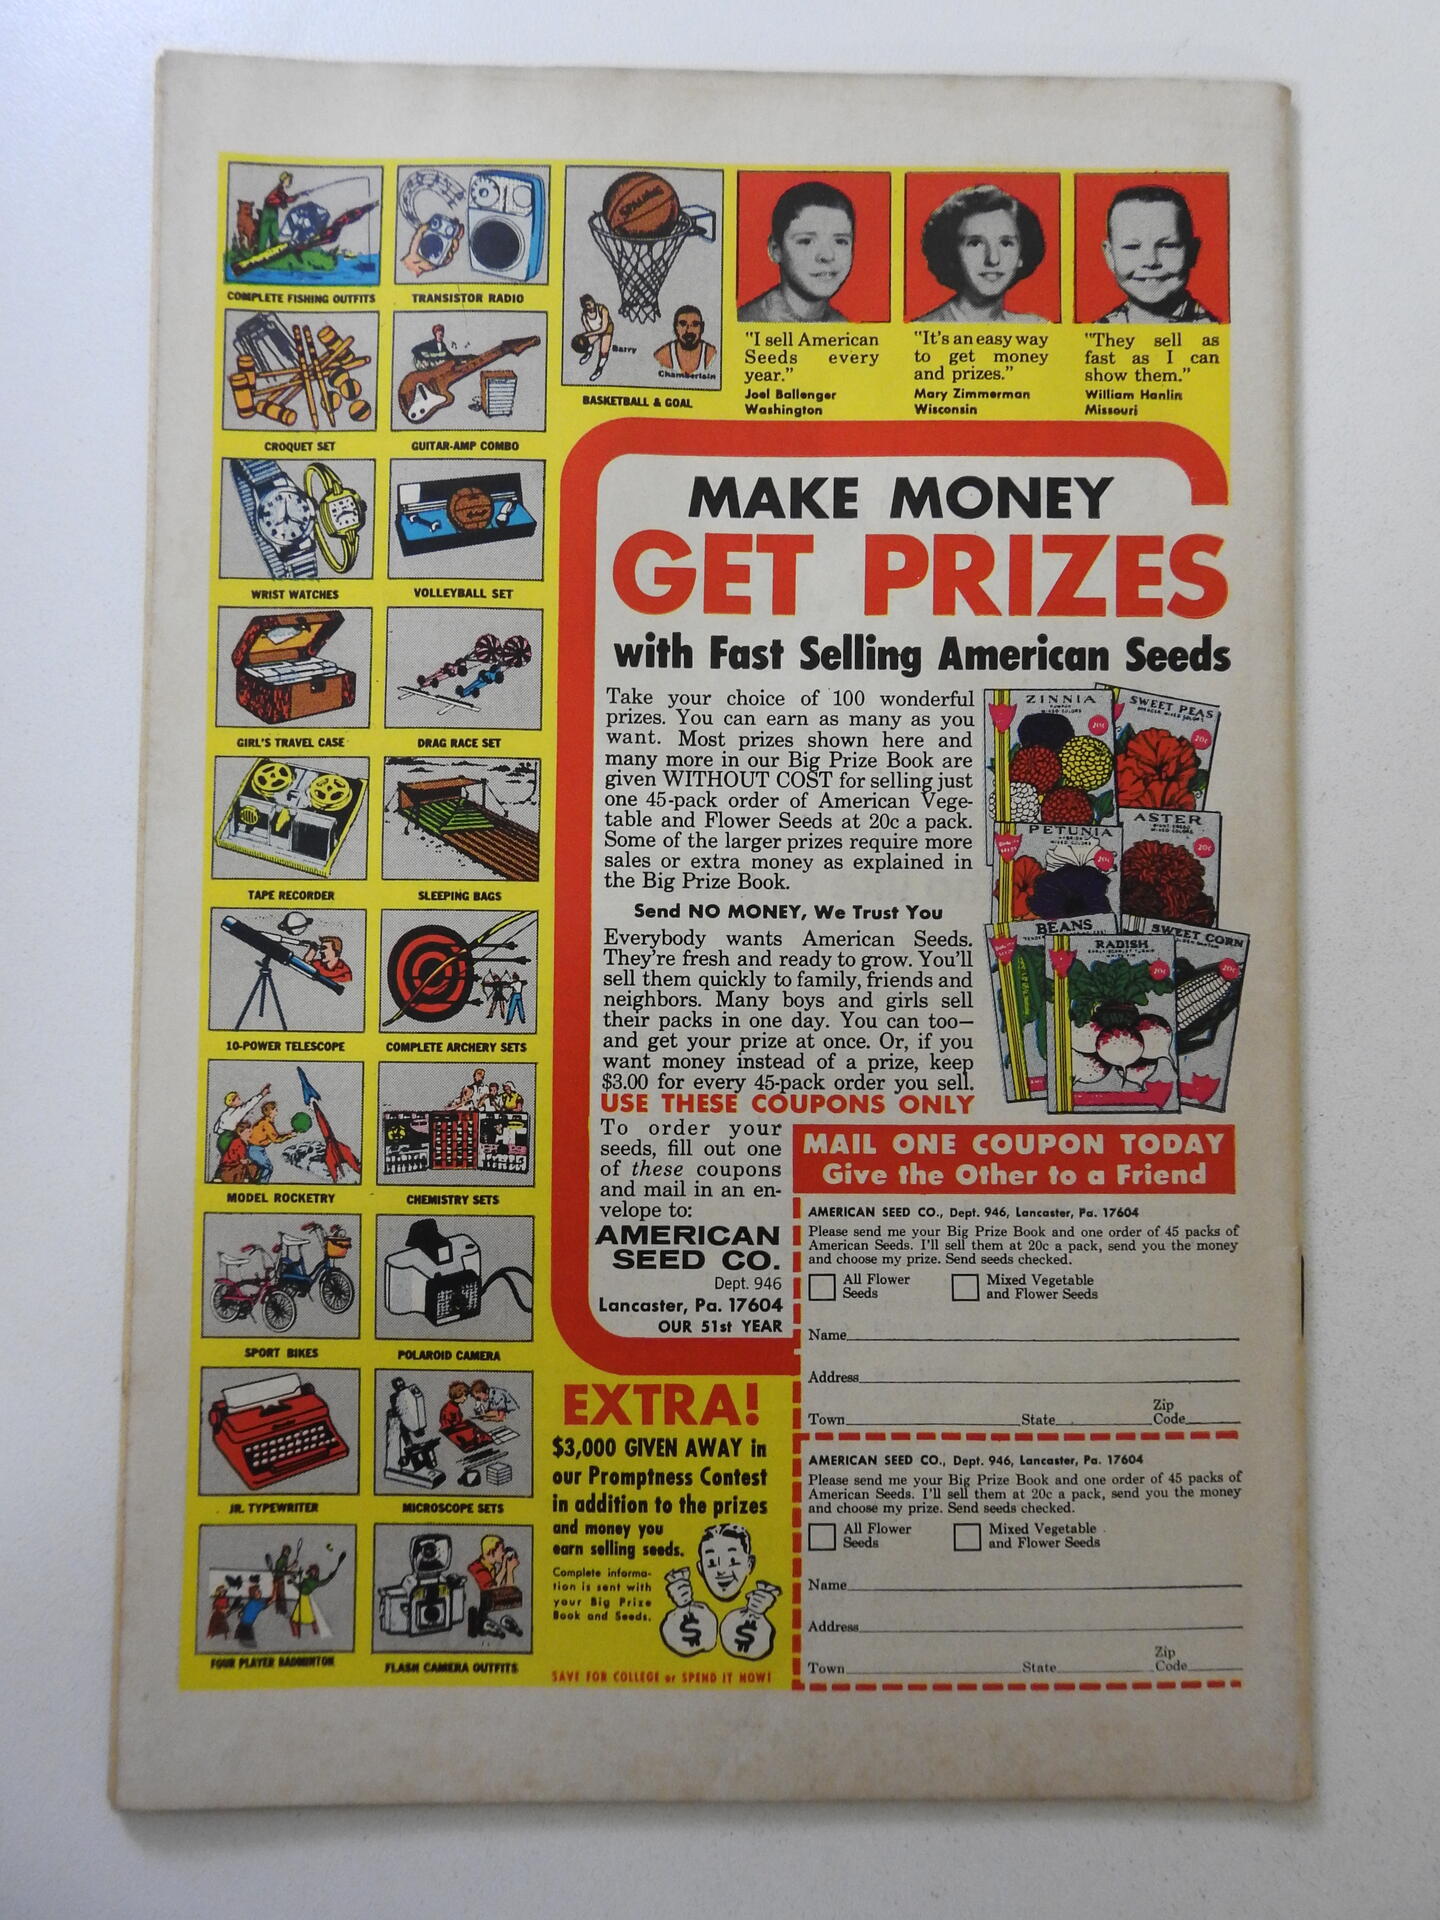 COMPLETE FISHING OUTFITS
TRANSISTOR RADIO
CROQUET SET
GUITAR-AMP COMBO
WRIST WATCHES
VOLLEYBALL SET
GIRL'S TRAVEL CASE
DRAG RACE SET
TAPE RECORDER
SLEEPING BAGS
10-POWER TELESCOPE
COMPLETE ARCHERY SETS
MODEL ROCKETRY
CHEMISTRY SETS
SPORT BIKES
POLAROID CAMERA
JR. TYPEWRITER
MICROSCOPE SETS
FOUR PLAYER BADMINTON
FLASH CAMERA OUTFITS
SPALDING
Barry
Chamberlain
BASKETBALL & GOAL
"I sell American
Seeds every
year."
Joel Ballenger
Washington
"It's an easy way
to get money
and prizes."
Mary Zimmerman
Wisconsin
"They sell as
fast as I can
show them."
William Hanlin
Missouri
MAKE MONEY
GET PRIZES
with Fast Selling American Seeds
Take your choice of 100 wonderful
prizes. You can earn as many as you
want. Most prizes shown here and
many more in our Big Prize Book are
given WITHOUT COST for selling just
one 45-pack order of American Vege-
table and Flower Seeds at 20c a pack.
Some of the larger prizes require more
sales or extra money as explained in
the Big Prize Book.
Send NO MONEY, We Trust You
Everybody wants American Seeds.
They're fresh and ready to grow. You'll
sell them quickly to family, friends and
neighbors. Many boys and girls sell
their packs in one day. You can too—
and get your prize at once. Or, if you
want money instead of a prize, keep
$3.00 for every 45-pack order you sell.
USE THESE COUPONS ONLY
To order your
seeds, fill out one
of these coupons
and mail in an en-
velope to:
AMERICAN
SEED CO.
Dept. 946
Lancaster, Pa. 17604
OUR 51st YEAR
ZINNIA
MIXED COLORS
20c
SWEET PEAS
SPENCER MIXED COLORS
20c
PETUNIA
MIXED COLORS
20c
ASTER
MIXED COLORS
20c
BEANS
RADISH
20c
SWEET CORN
20c
MAIL ONE COUPON TODAY
Give the Other to a Friend
AMERICAN SEED CO., Dept. 946, Lancaster, Pa. 17604
Please send me your Big Prize Book and one order of 45 packs of
American Seeds. I'll sell them at 20c a pack, send you the money
and choose my prize. Send seeds checked.
All Flower
Seeds
Mixed Vegetable
and Flower Seeds
Name
Address
Town State Zip Code
AMERICAN SEED CO., Dept. 946, Lancaster, Pa. 17604
Please send me your Big Prize Book and one order of 45 packs of
American Seeds. I'll sell them at 20c a pack, send you the money
and choose my prize. Send seeds checked.
All Flower
Seeds
Mixed Vegetable
and Flower Seeds
Name
Address
Town State Zip Code
EXTRA!
$3,000 GIVEN AWAY in
our Promptness Contest
in addition to the prizes
and money you
earn selling seeds.
Complete informa-
tion is sent with
your Big Prize
Book and Seeds.
$ $
SAVE FOR COLLEGE or SPEND IT NOW!